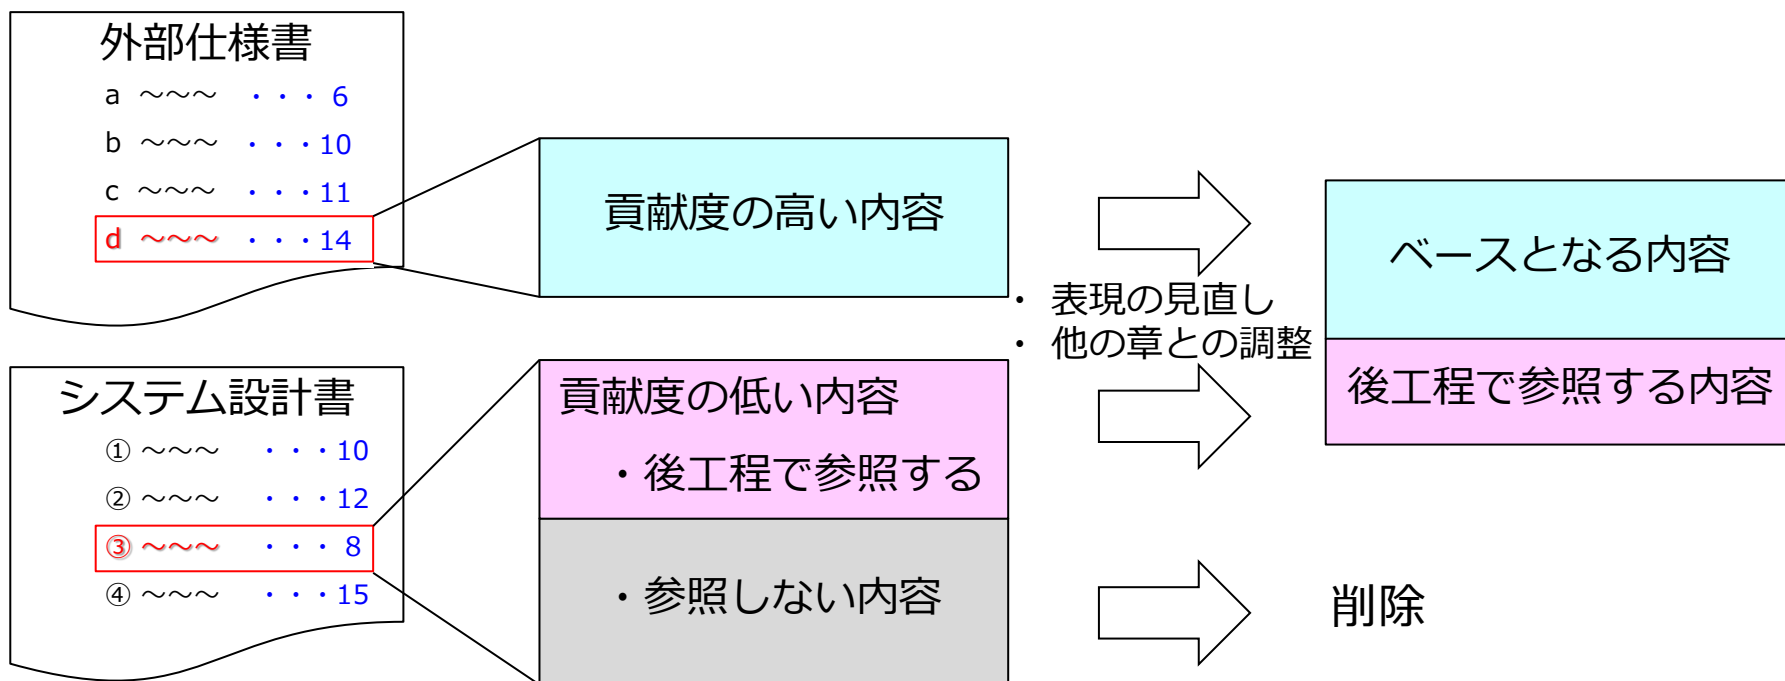 外部仕様書
a ～～～ ・・・ 6
b ～～～ ・・・10
c ～～～ ・・・11
d ～～～ ・・・14
貢献度の高い内容
・ 表現の見直し
・ 他の章との調整
ベースとなる内容
後工程で参照する内容
システム設計書
① ～～～ ・・・10
② ～～～ ・・・12
③ ～～～ ・・・ 8
④ ～～～ ・・・15
貢献度の低い内容
・後工程で参照する
・参照しない内容
削除